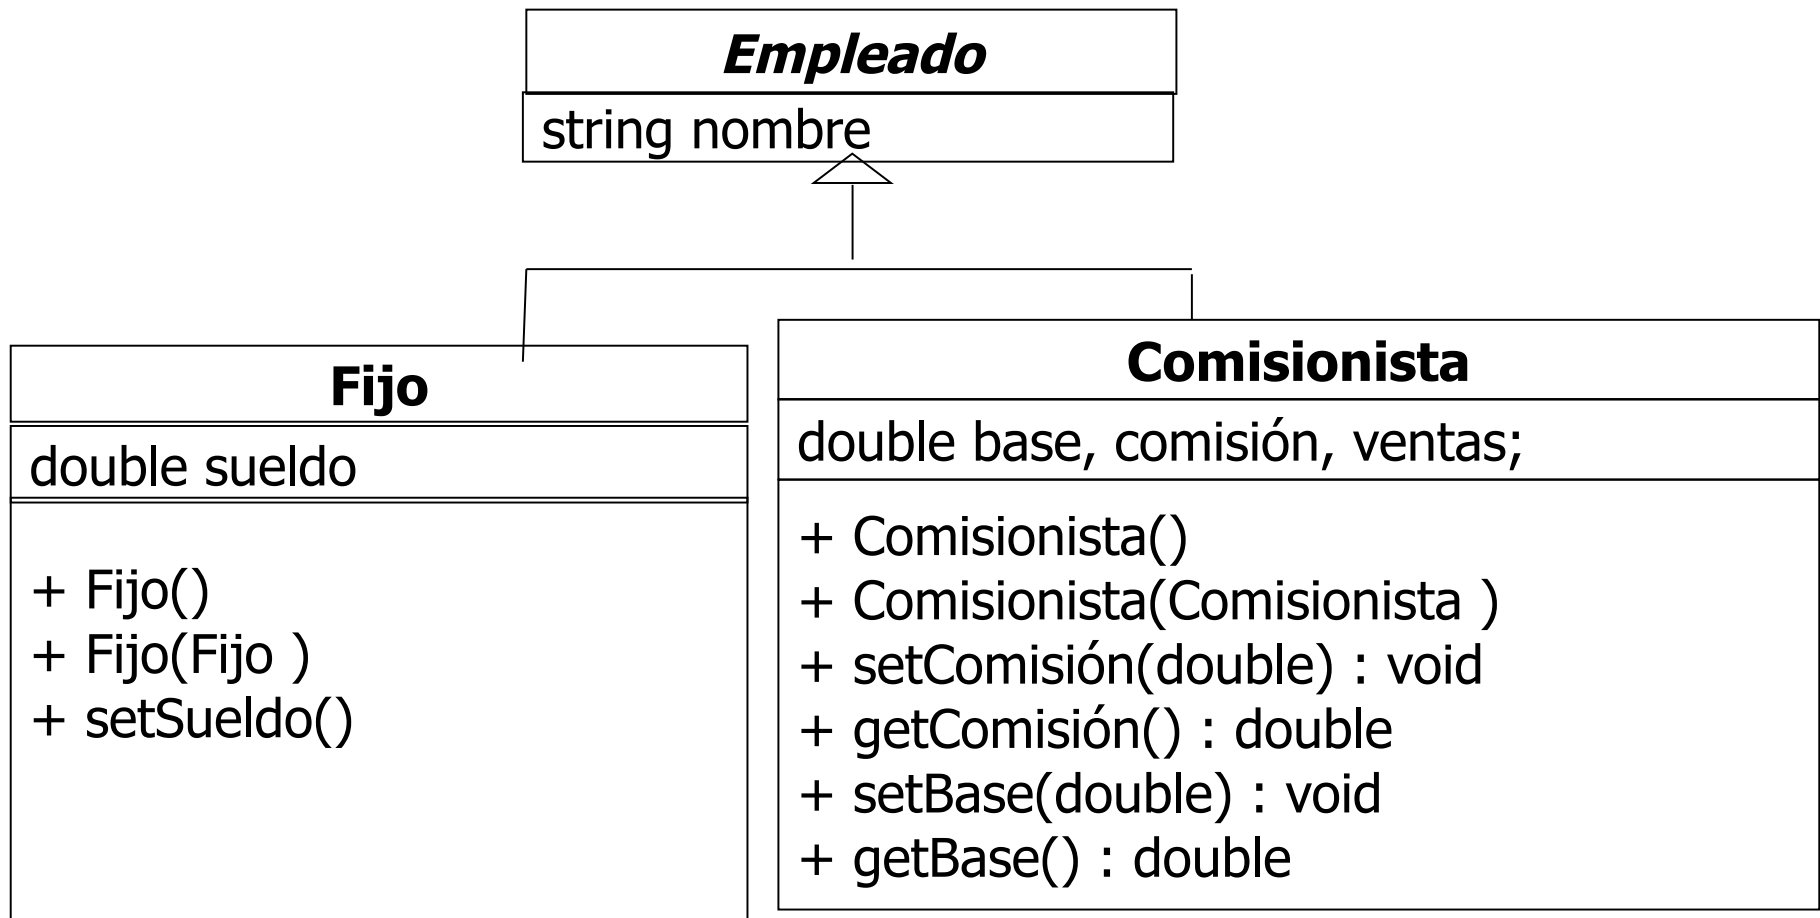 Empleado
string nombre
Fijo
double sueldo
+ Fijo()
+ Fijo(Fijo )
+ setSueldo()
Comisionista
double base, comisión, ventas;
+ Comisionista()
+ Comisionista(Comisionista )
+ setComisión(double) : void
+ getComisión() : double
+ setBase(double) : void
+ getBase() : double